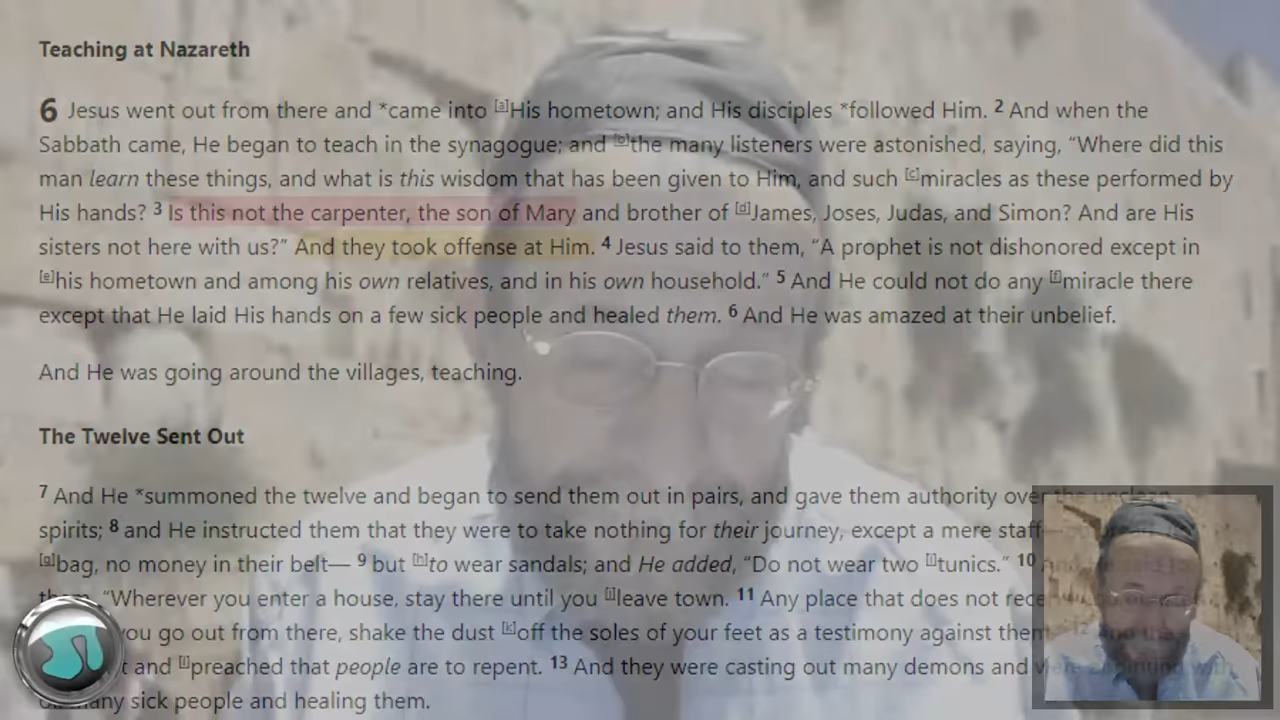 Teaching at Nazareth
6 Jesus went out from there and *came into [a]His hometown; and His disciples *followed Him. 2 And when the
Sabbath came, He began to teach in the synagogue; and [b]the many listeners were astonished, saying, “Where did this
man learn these things, and what is this wisdom that has been given to Him, and such [c]miracles as these performed by
His hands? 3 Is this not the carpenter, the son of Mary and brother of [d]James, Joses, Judas, and Simon? And are His
sisters not here with us?” And they took offense at Him. 4 Jesus said to them, “A prophet is not dishonored except in
[e]his hometown and among his own relatives, and in his own household.” 5 And He could not do any [f]miracle there
except that He laid His hands on a few sick people and healed them. 6 And He was amazed at their unbelief.
And He was going around the villages, teaching.
The Twelve Sent Out
7 And He *summoned the twelve and began to send them out in pairs, and gave them authority over the unclean
spirits; 8 and He instructed them that they were to take nothing for their journey, except a mere staff—
[g]bag, no money in their belt— 9 but [h]to wear sandals; and He added, “Do not wear two [i]tunics.” 10 And He said to
“Wherever you enter a house, stay there until you [j]leave town. 11 Any place that does not
you go out from there, shake the dust [k]off the soles of your feet as a testimony against them 12
and [l]preached that people are to repent. 13 And they were casting out many demons and were anointing with
many sick people and healing them.